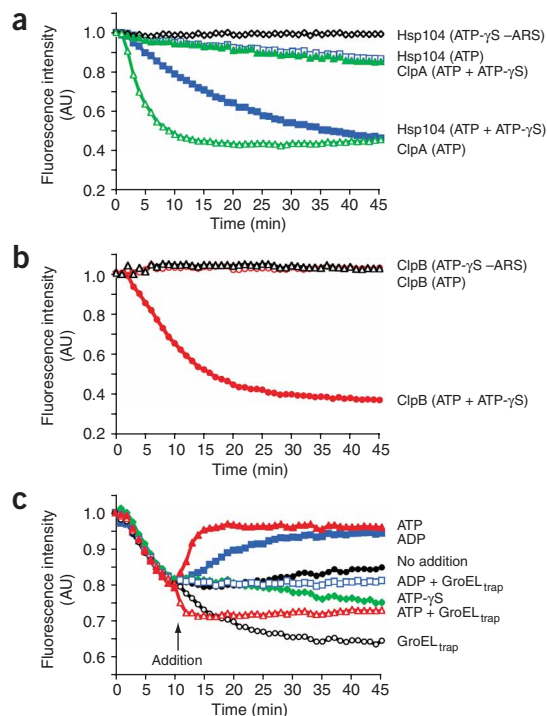 a
Fluorescence intensity
(AU)
1.0
0.8
0.6
0.4
0.2
0 5 10 15 20 25 30 35 40 45
Time (min)
Hsp104 (ATP-γS –ARS)
Hsp104 (ATP)
ClpA (ATP + ATP-γS)
Hsp104 (ATP + ATP-γS)
ClpA (ATP)
b
Fluorescence intensity
(AU)
1.0
0.8
0.6
0.4
0.2
0 5 10 15 20 25 30 35 40 45
Time (min)
ClpB (ATP-γS –ARS)
ClpB (ATP)
ClpB (ATP + ATP-γS)
c
Fluorescence intensity
(AU)
1.0
0.9
0.8
0.7
0.6
0 5 10 15 20 25 30 35 40 45
Time (min)
Addition
ATP
ADP
No addition
ADP + GroELtrap
ATP-γS
ATP + GroELtrap
GroELtrap